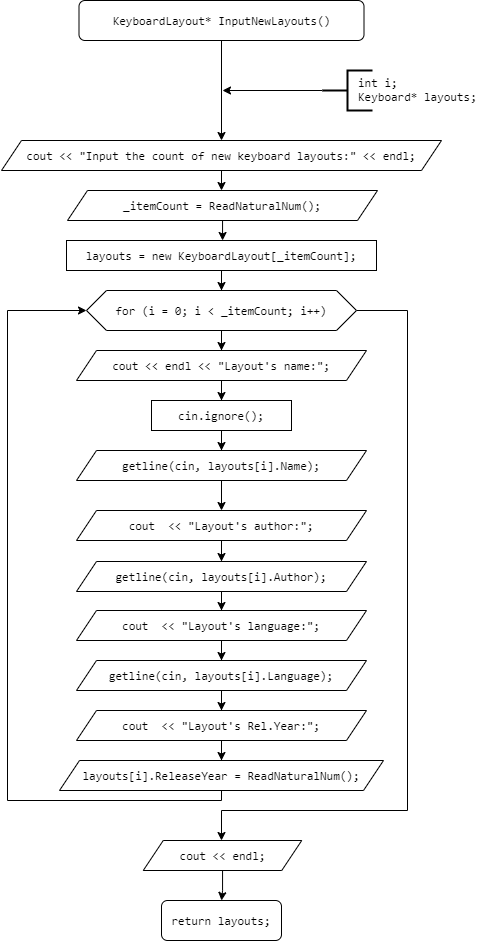 KeyboardLayout* InputNewLayouts()
int i;
Keyboard* layouts;
cout << "Input the count of new keyboard layouts:" << endl;
_itemCount = ReadNaturalNum();
layouts = new KeyboardLayout[_itemCount];
for (i = 0; i < _itemCount; i++)
cout << endl << "Layout's name:";
cin.ignore();
getline(cin, layouts[i].Name);
cout  << "Layout's author:";
getline(cin, layouts[i].Author);
cout  << "Layout's language:";
getline(cin, layouts[i].Language);
cout  << "Layout's Rel.Year:";
layouts[i].ReleaseYear = ReadNaturalNum();
cout << endl;
return layouts;